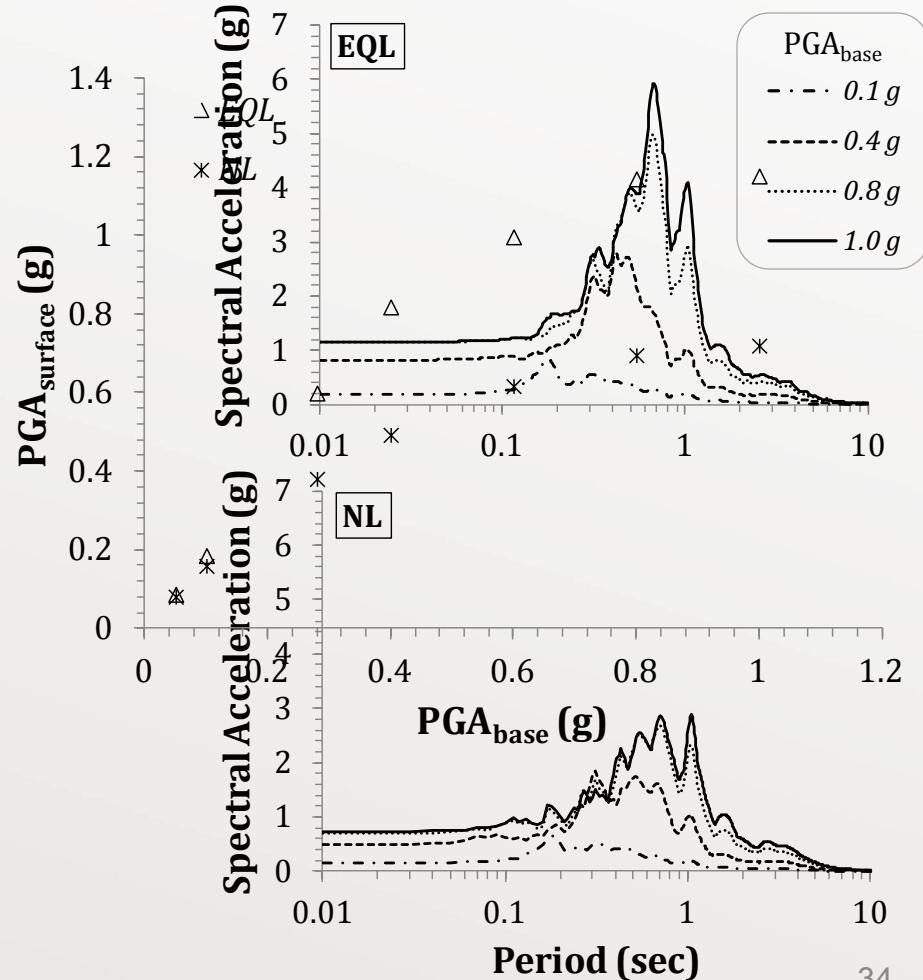 EQL
Spectral Acceleration (g)
7
6
5
4
3
2
1
0
0.01
0.1
1
10
PGAbase
0.1 g
0.4 g
0.8 g
1.0 g
PGAsurface (g)
1.4
1.2
1
0.8
0.6
0.4
0.2
0
EQL
NL
0
0.2
0.4
0.6
0.8
1
1.2
PGAbase (g)
NL
Spectral Acceleration (g)
7
6
5
4
3
2
1
0
0.01
0.1
1
10
Period (sec)
34